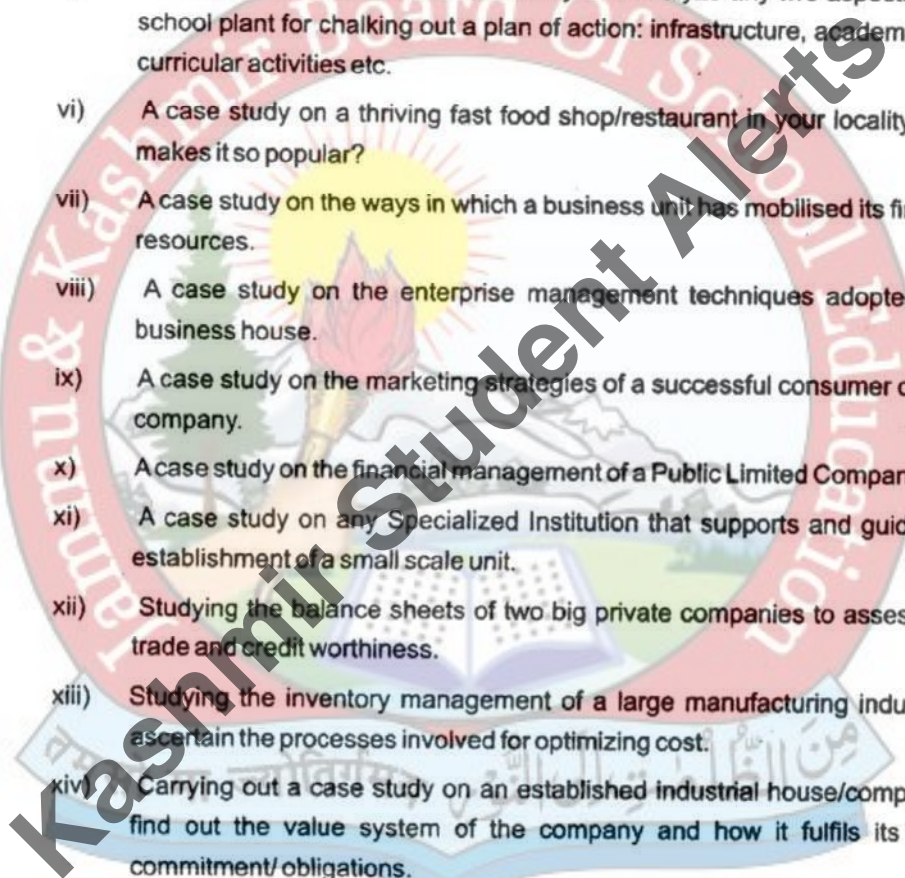 school plant for chalking out a plan of action: infrastructure, academ
curricular activities etc.
vi) A case study on a thriving fast food shop/restaurant in your locality
makes it so popular?
vii) A case study on the ways in which a business unit has mobilised its fi
resources.
viii) A case study on the enterprise management techniques adopte
business house.
ix) A case study on the marketing strategies of a successful consumer
company.
x) A case study on the financial management of a Public Limited Compan
xi) A case study on any Specialized Institution that supports and guid
establishment of a small scale unit.
xii) Studying the balance sheets of two big private companies to asses
trade and credit worthiness.
xiii) Studying the inventory management of a large manufacturing indu
ascertain the processes involved for optimizing cost.
xiv) Carrying out a case study on an established industrial house/comp
find out the value system of the company and how it fulfils its
commitment/ obligations.
Jammu & Kashmir Board Of School Education
Kashmir Student Alerts